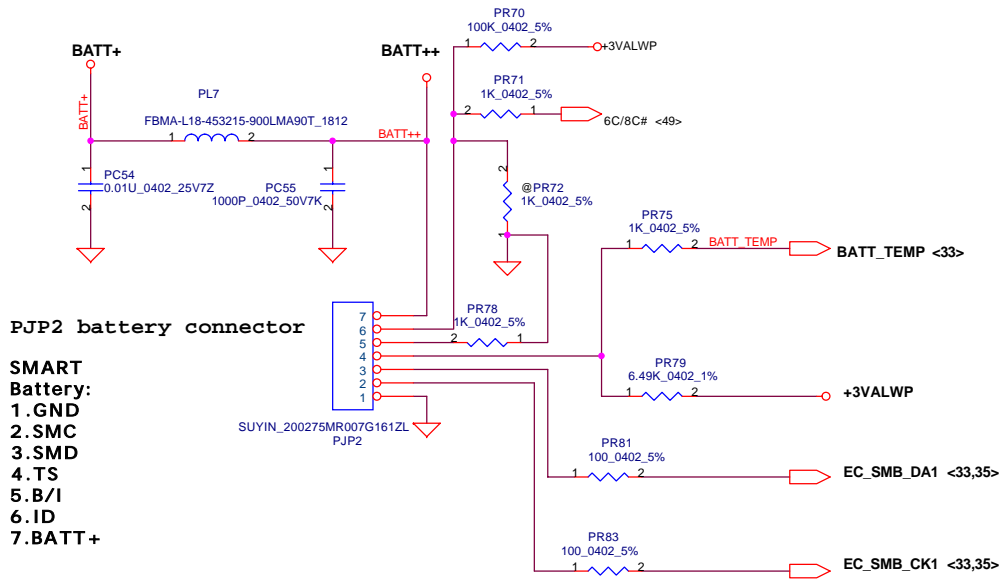 PR70
100K_0402_5%
1
2
+3VALWP
BATT+
BATT++
PR71
1K_0402_5%
2
1
6C/8C# <49>
BATT+
PL7
FBMA-L18-453215-900LMA90T_1812
1
2
BATT++
1
PC54
0.01U_0402_25V7Z
2
1
PC55
1000P_0402_50V7K
2
2
@PR72
1K_0402_5%
1
PR75
1K_0402_5%
1
2
BATT_TEMP
BATT_TEMP <33>
PJP2 battery connector
7
6
5
4
3
2
1
PR78
1K_0402_5%
2
1
PR79
6.49K_0402_1%
1
2
+3VALWP
SUYIN_200275MR007G161ZL
PJP2
SMART
Battery:
1.GND
2.SMC
3.SMD
4.TS
5.B/I
6.ID
7.BATT+
PR81
100_0402_5%
1
2
EC_SMB_DA1 <33,35>
PR83
100_0402_5%
1
2
EC_SMB_CK1 <33,35>